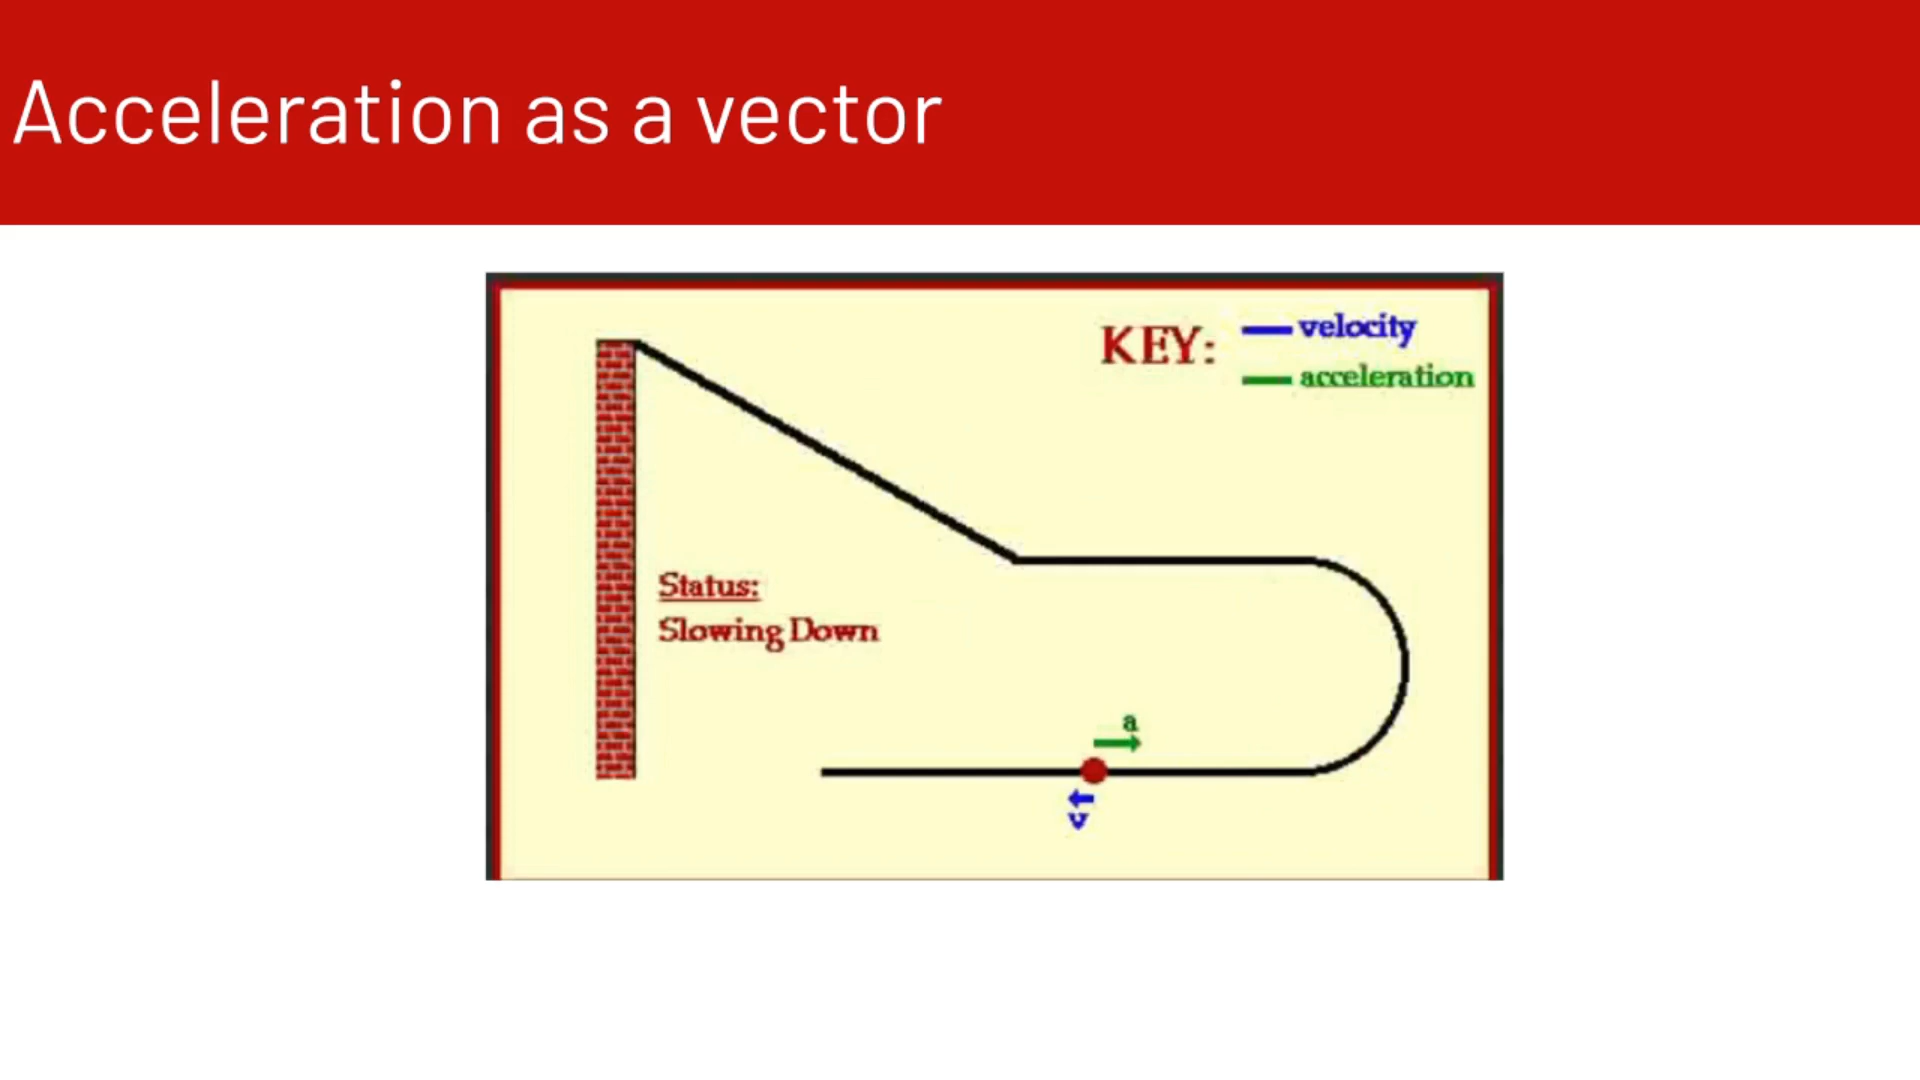 Acceleration as a vector
KEY:
velocity
acceleration
Status:
Slowing Down
a
v